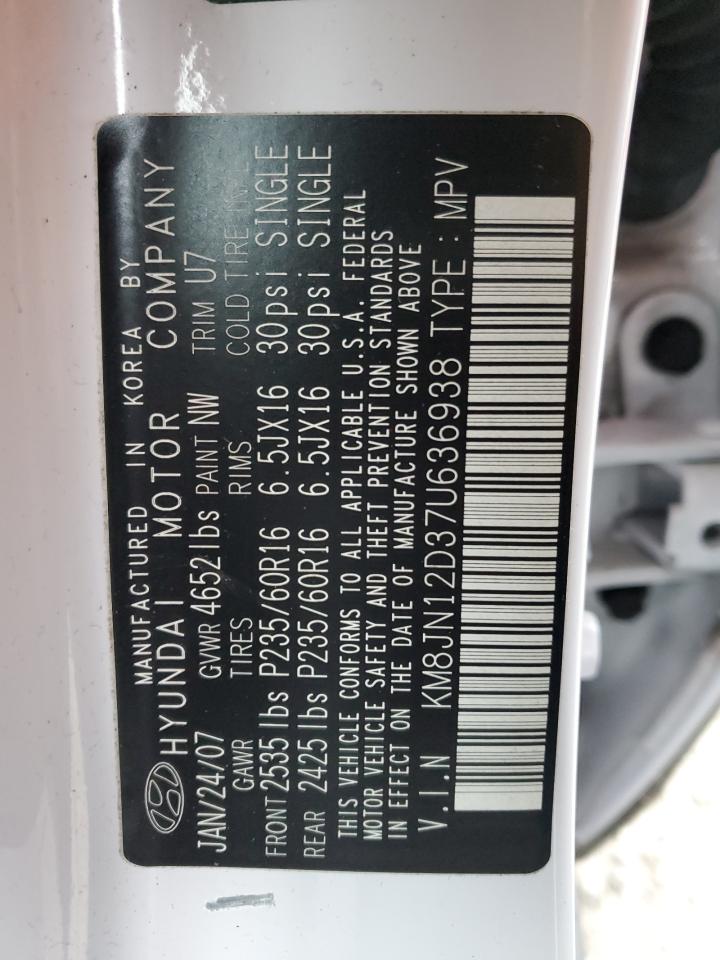 MANUFACTURED IN KOREA BY
HYUNDAI MOTOR COMPANY
JAN/24/07 GVWR 4652lbs PAINT NW TRIM U7
GAWR TIRES RIMS COLD TIRE
FRONT 2535 lbs P235/60R16 6.5JX16 30psi SINGLE
REAR 2425 lbs P235/60R16 6.5JX16 30psi SINGLE
THIS VEHICLE CONFORMS TO ALL APPLICABLE U.S.A. FEDERAL
MOTOR VEHICLE SAFETY AND THEFT PREVENTION STANDARDS
IN EFFECT ON THE DATE OF MANUFACTURE SHOWN ABOVE
V.I.N KM8JN12D37U636938 TYPE : MPV